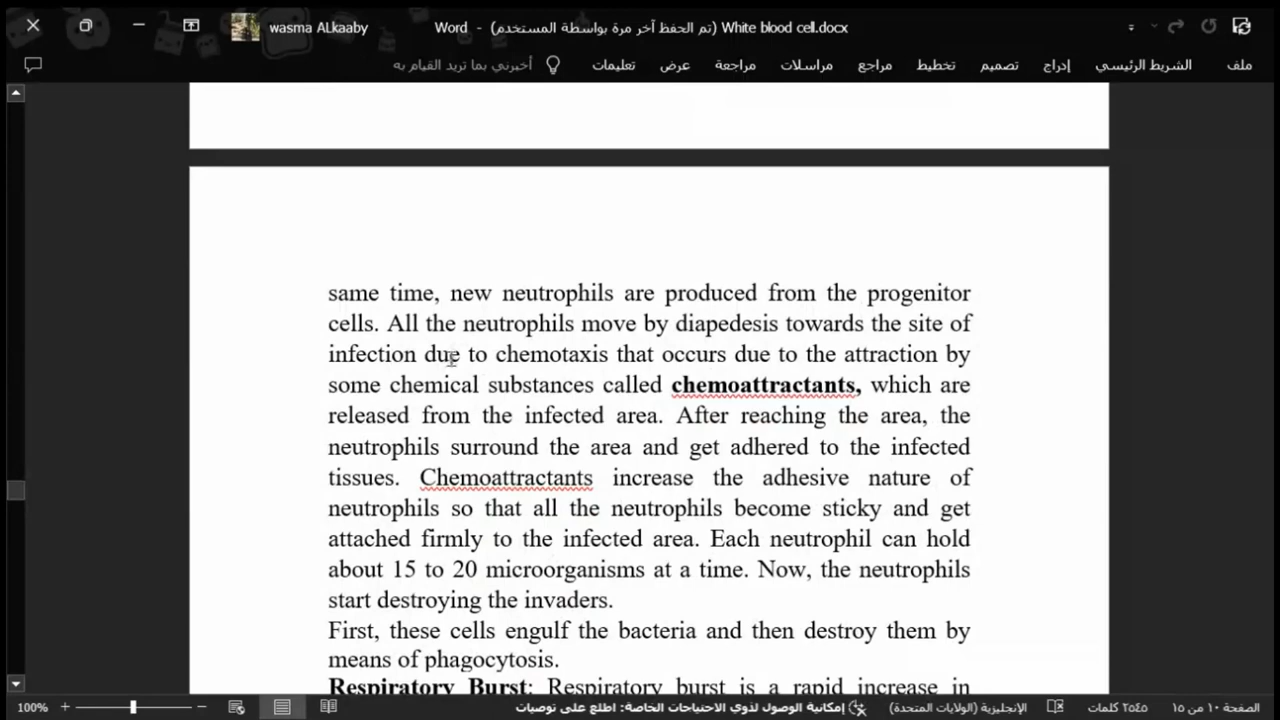 wasma ALkaaby
White blood cell.docx (تم الحفظ آخر مرة بواسطة المستخدم) - Word
ملف الشريط الرئيسي إدراج تصميم تخطيط مراجع مراسلات مراجعة عرض تعليمات أخبرني بما تريد القيام به
same time, new neutrophils are produced from the progenitor
cells. All the neutrophils move by diapedesis towards the site of
infection due to chemotaxis that occurs due to the attraction by
some chemical substances called chemoattractants, which are
released from the infected area. After reaching the area, the
neutrophils surround the area and get adhered to the infected
tissues. Chemoattractants increase the adhesive nature of
neutrophils so that all the neutrophils become sticky and get
attached firmly to the infected area. Each neutrophil can hold
about 15 to 20 microorganisms at a time. Now, the neutrophils
start destroying the invaders.
First, these cells engulf the bacteria and then destroy them by
means of phagocytosis.
Respiratory Burst: Respiratory burst is a rapid increase in
الصفحة ١٠ من ١٥ ٢٥٤٥ كلمات الإنجليزية (الولايات المتحدة) إمكانية الوصول لذوي الاحتياجات الخاصة: اطلع على توصيات 100%